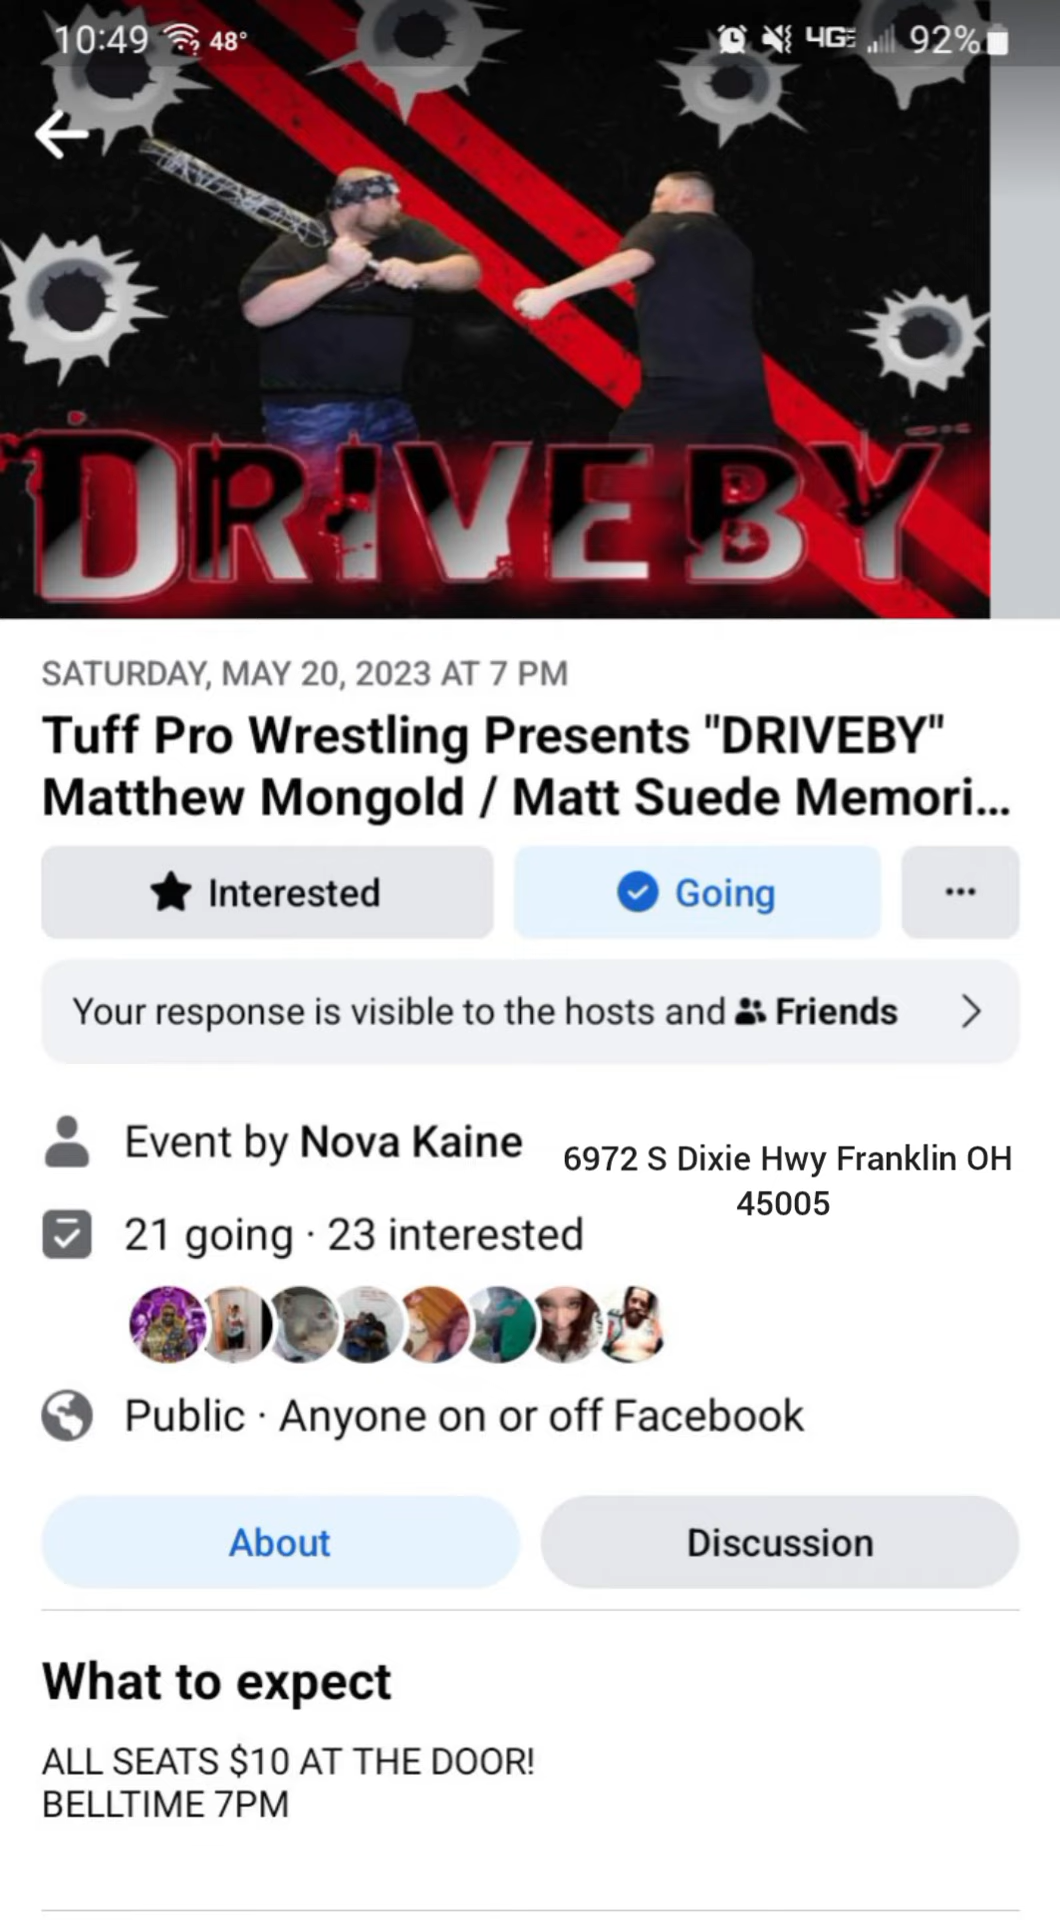 10:49 48° 4GE 92%
DRIVEBY
SATURDAY, MAY 20, 2023 AT 7 PM
Tuff Pro Wrestling Presents "DRIVEBY"
Matthew Mongold / Matt Suede Memori...
Interested Going
Your response is visible to the hosts and Friends
Event by Nova Kaine
6972 S Dixie Hwy Franklin OH
45005
21 going · 23 interested
Public · Anyone on or off Facebook
About Discussion
What to expect
ALL SEATS $10 AT THE DOOR!
BELLTIME 7PM